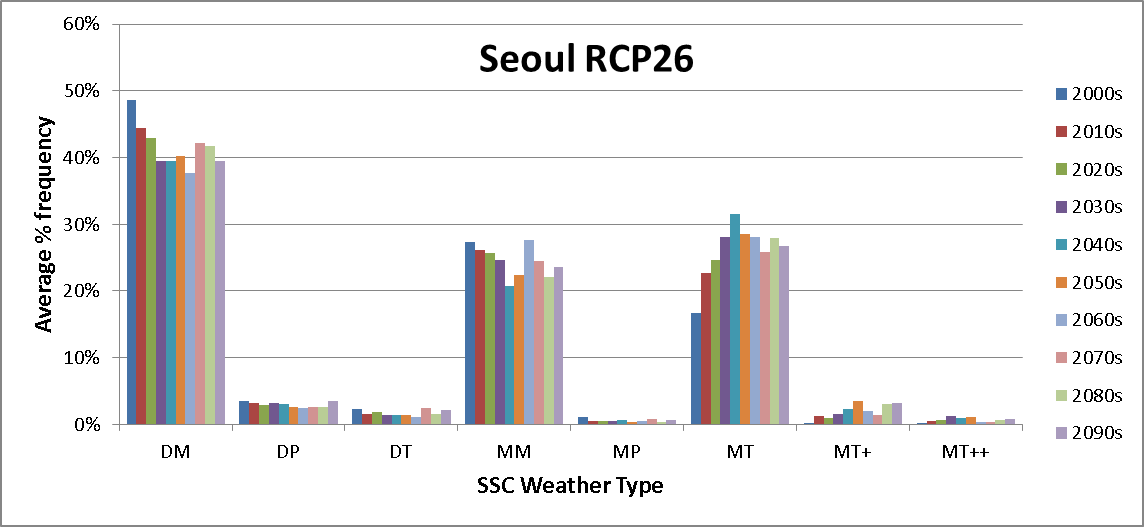 Seoul RCP26
60%
50%
40%
30%
20%
10%
0%
Average % frequency
DM DP DT MM MP MT MT+ MT++
SSC Weather Type
2000s
2010s
2020s
2030s
2040s
2050s
2060s
2070s
2080s
2090s